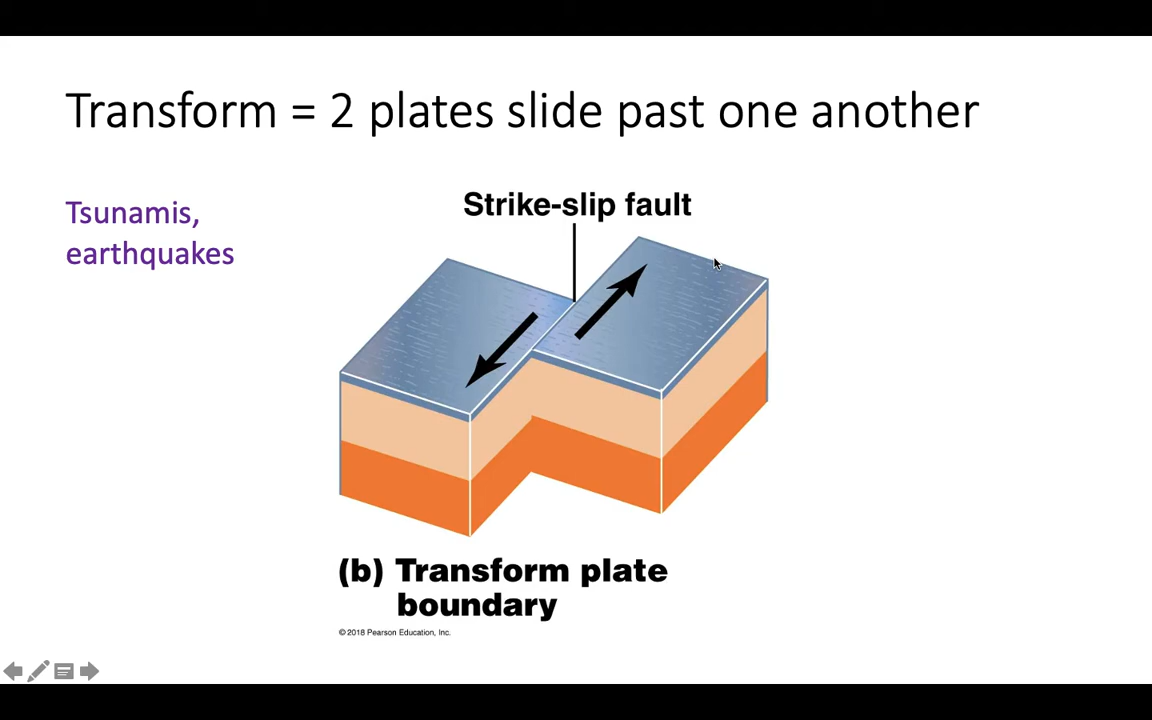 Transform = 2 plates slide past one another
Tsunamis,
earthquakes
Strike-slip fault
(b) Transform plate
boundary
© 2018 Pearson Education, Inc.